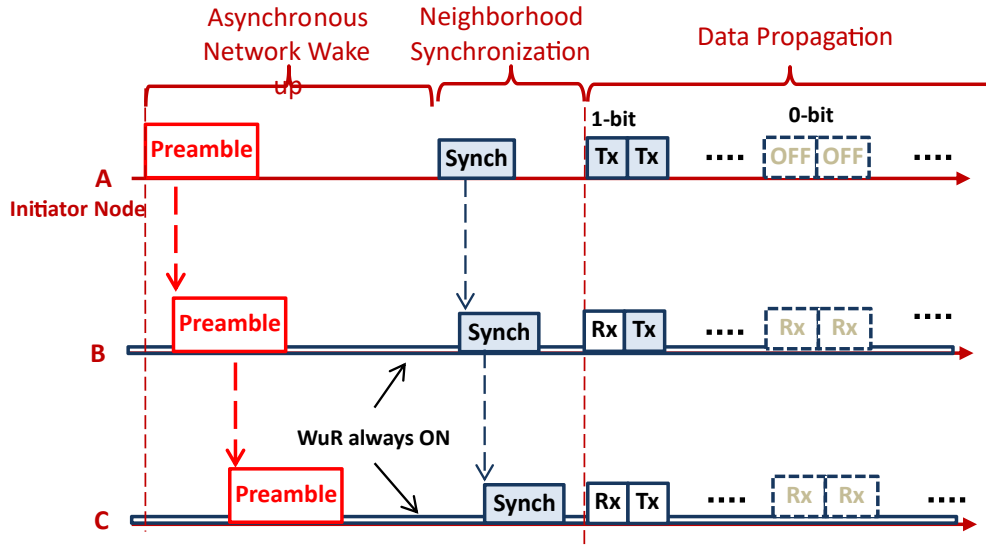 Asynchronous
Network Wake
up
Neighborhood
Synchronization
Data Propagation
1-bit
0-bit
Preamble
Synch
Tx Tx
....
OFF OFF
....
A
Initiator Node
Preamble
Synch
Rx Tx
....
Rx Rx
....
B
WuR always ON
Preamble
Synch
Rx Tx
....
Rx Rx
....
C